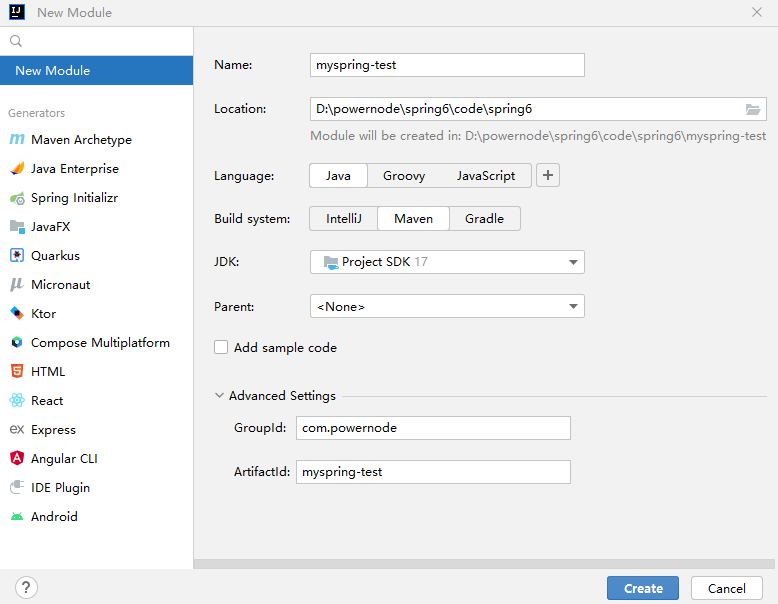 New Module
New Module
Generators
Maven Archetype
Java Enterprise
Spring Initializr
JavaFX
Quarkus
Micronaut
Ktor
Compose Multiplatform
HTML
React
ex Express
Angular CLI
IDE Plugin
Android
Name: myspring-test
Location: D:\powernode\spring6\code\spring6
Module will be created in: D:\powernode\spring6\code\spring6\myspring-test
Language: Java Groovy JavaScript +
Build system: IntelliJ Maven Gradle
JDK: Project SDK 17
Parent: <None>
Add sample code
Advanced Settings
GroupId: com.powernode
ArtifactId: myspring-test
? Create Cancel